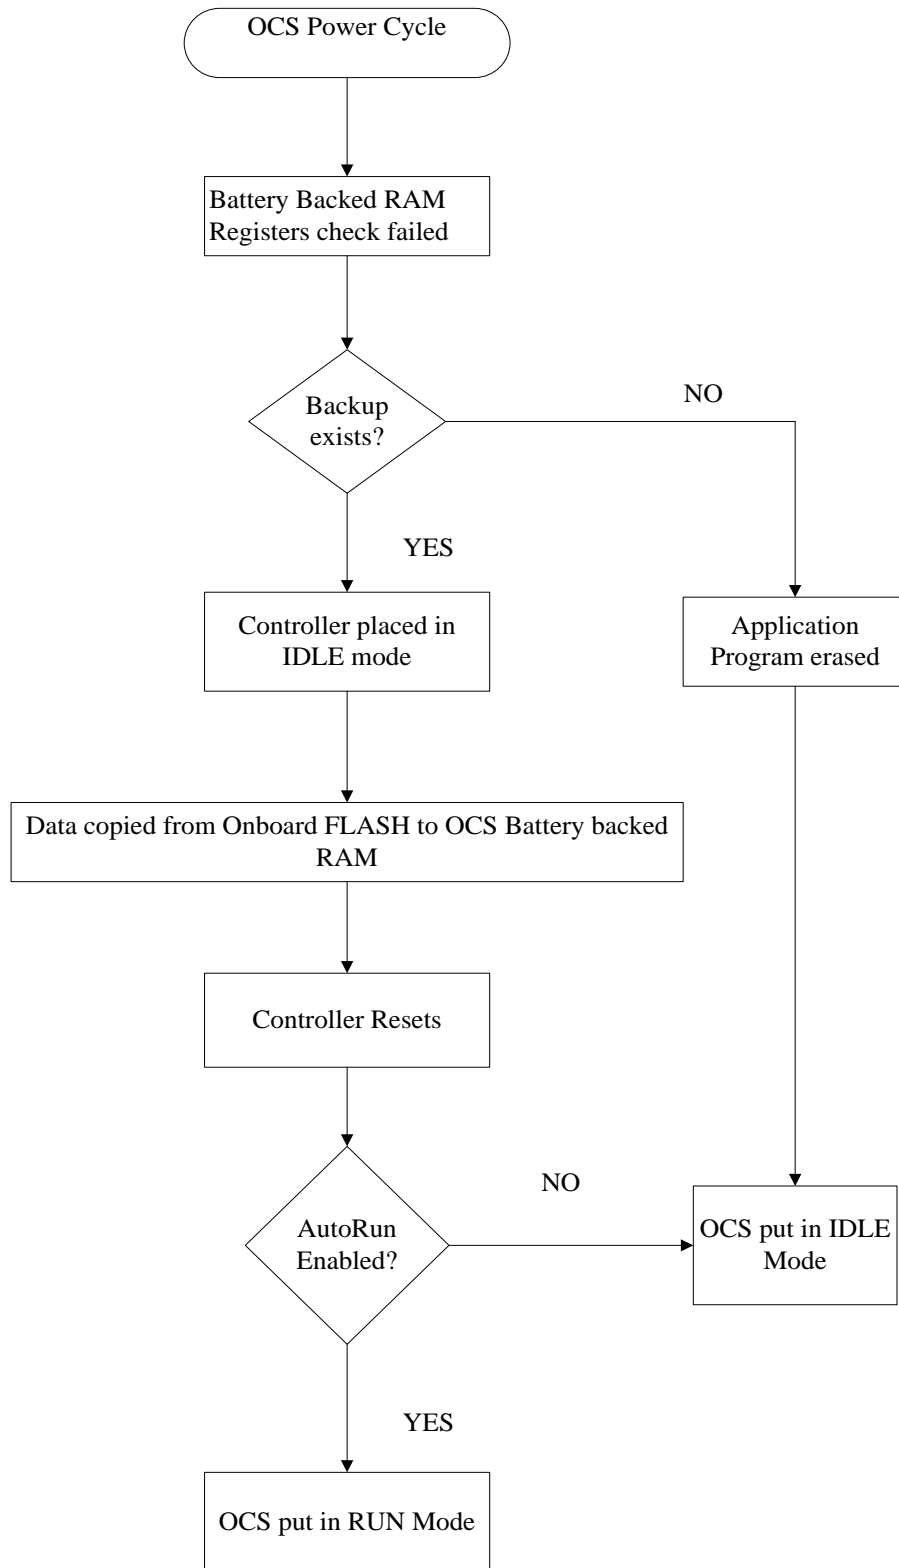 OCS Power Cycle
Battery Backed RAM
Registers check failed
Backup
exists?
NO
YES
Controller placed in
IDLE mode
Application
Program erased
Data copied from Onboard FLASH to OCS Battery backed
RAM
Controller Resets
AutoRun
Enabled?
NO
OCS put in IDLE
Mode
YES
OCS put in RUN Mode